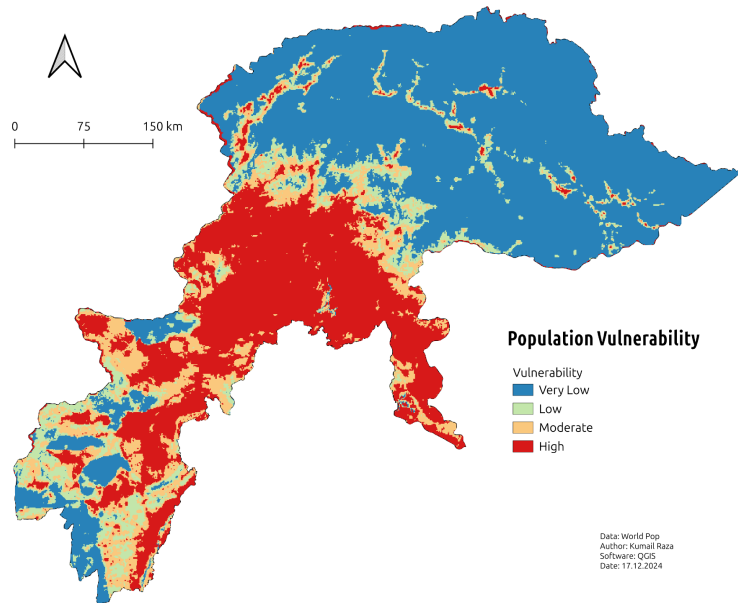 0 75 150 km
Population Vulnerability
Vulnerability
Very Low
Low
Moderate
High
Data: World Pop
Author: Kumail Raza
Software: QGIS
Date: 17.12.2024